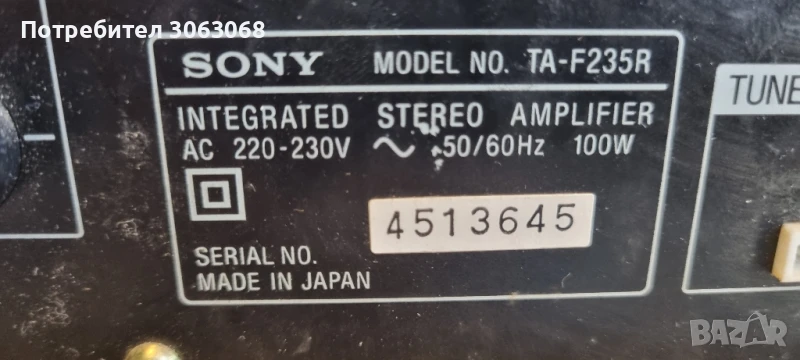 Потребител 3063068
SONY MODEL NO. TA-F235R
INTEGRATED STEREO AMPLIFIER
AC 220-230V ~ 50/60Hz 100W
4513645
SERIAL NO.
MADE IN JAPAN
TUNE
BAZAR